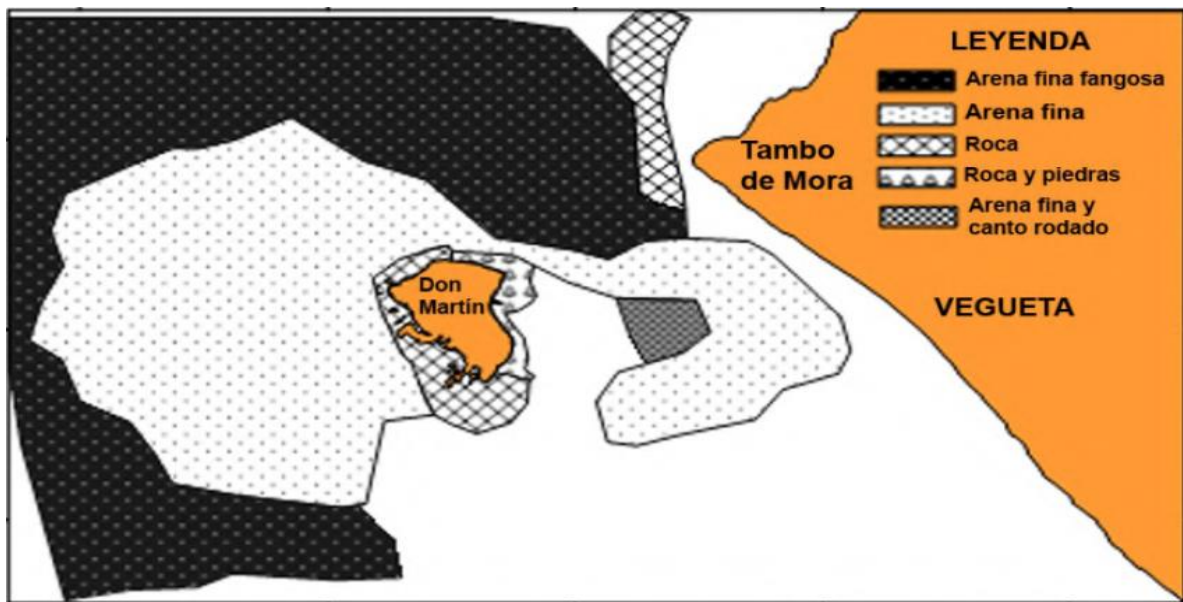 LEYENDA
Arena fina fangosa
Arena fina
Roca
Roca y piedras
Arena fina y
canto rodado
Tambo
de Mora
Don
Martín
VEGUETA